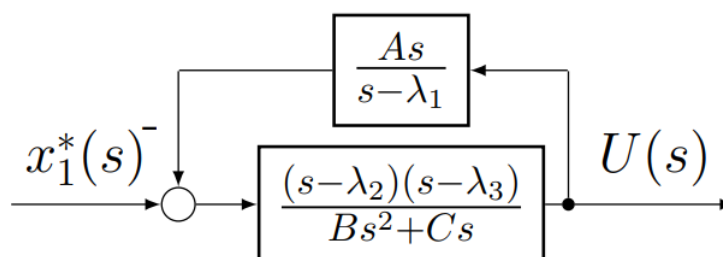 As
s−λ₁
x₁*(s)
-
(s−λ₂)(s−λ₃)
Bs²+Cs
U(s)